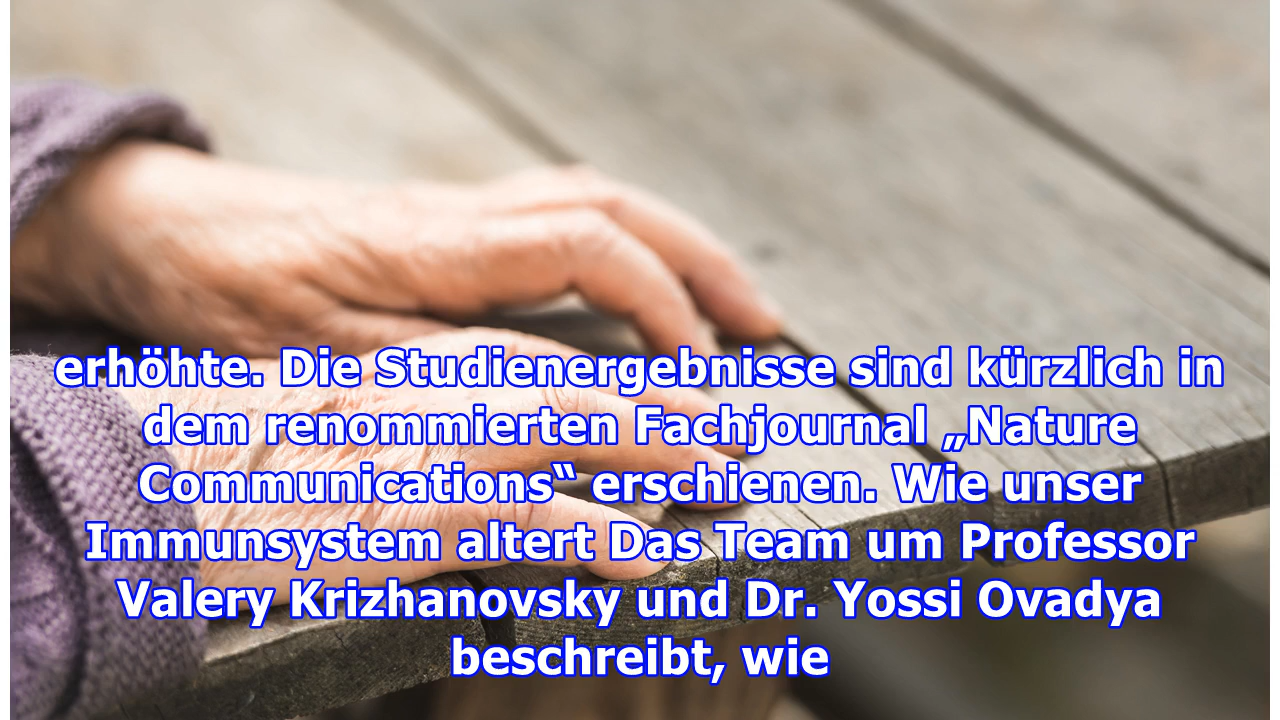 erhöhte. Die Studienergebnisse sind kürzlich in
dem renommierten Fachjournal „Nature
Communications“ erschienen. Wie unser
Immunsystem altert Das Team um Professor
Valery Krizhanovsky und Dr. Yossi Ovadya
beschreibt, wie